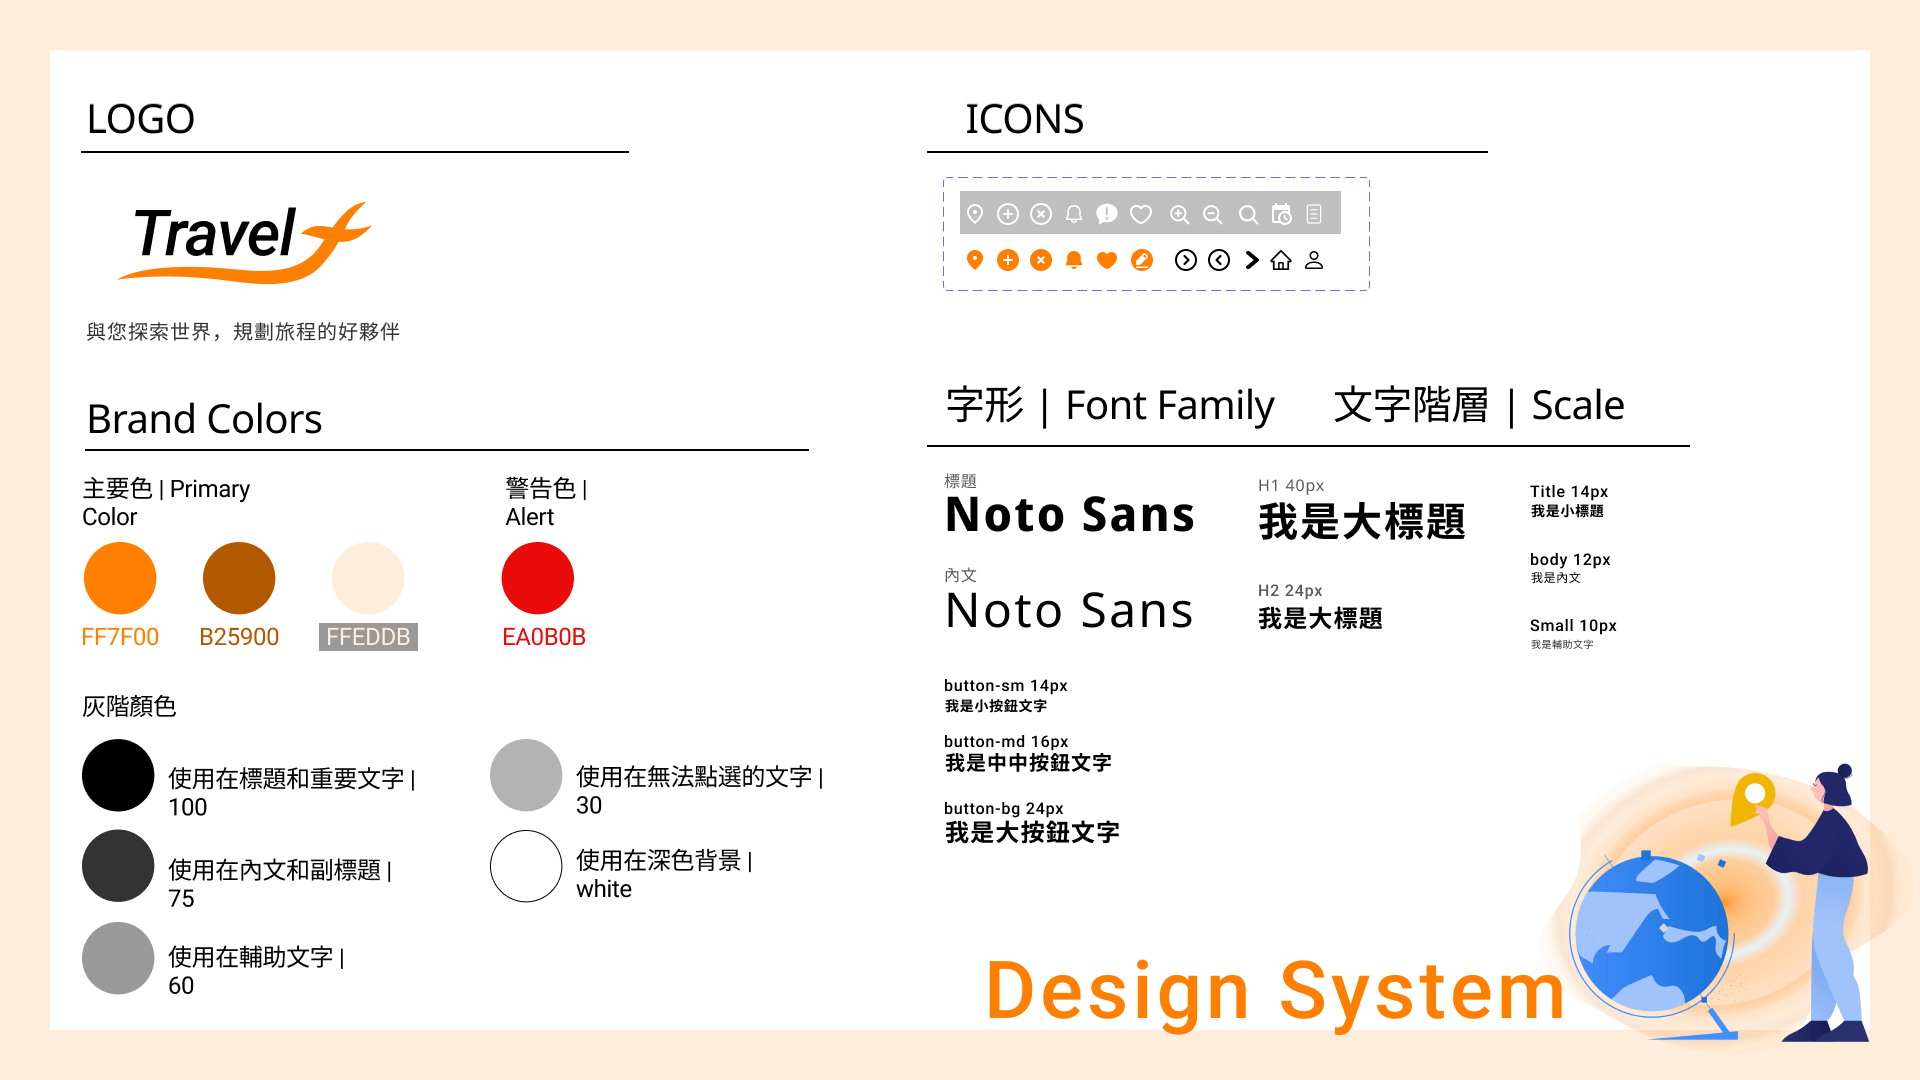 LOGO
Travel
與您探索世界，規劃旅程的好夥伴
Brand Colors
主要色 | Primary
Color
警告色 |
Alert
FF7F00
B25900
FFEDDB
EA0B0B
灰階顏色
使用在標題和重要文字 |
100
使用在內文和副標題 |
75
使用在輔助文字 |
60
使用在無法點選的文字 |
30
使用在深色背景 |
white
ICONS
字形 | Font Family
文字階層 | Scale
標題
Noto Sans
內文
Noto Sans
H1 40px
我是大標題
H2 24px
我是大標題
Title 14px
我是小標題
body 12px
我是內文
Small 10px
我是輔助文字
button-sm 14px
我是小按鈕文字
button-md 16px
我是中中按鈕文字
button-bg 24px
我是大按鈕文字
Design System